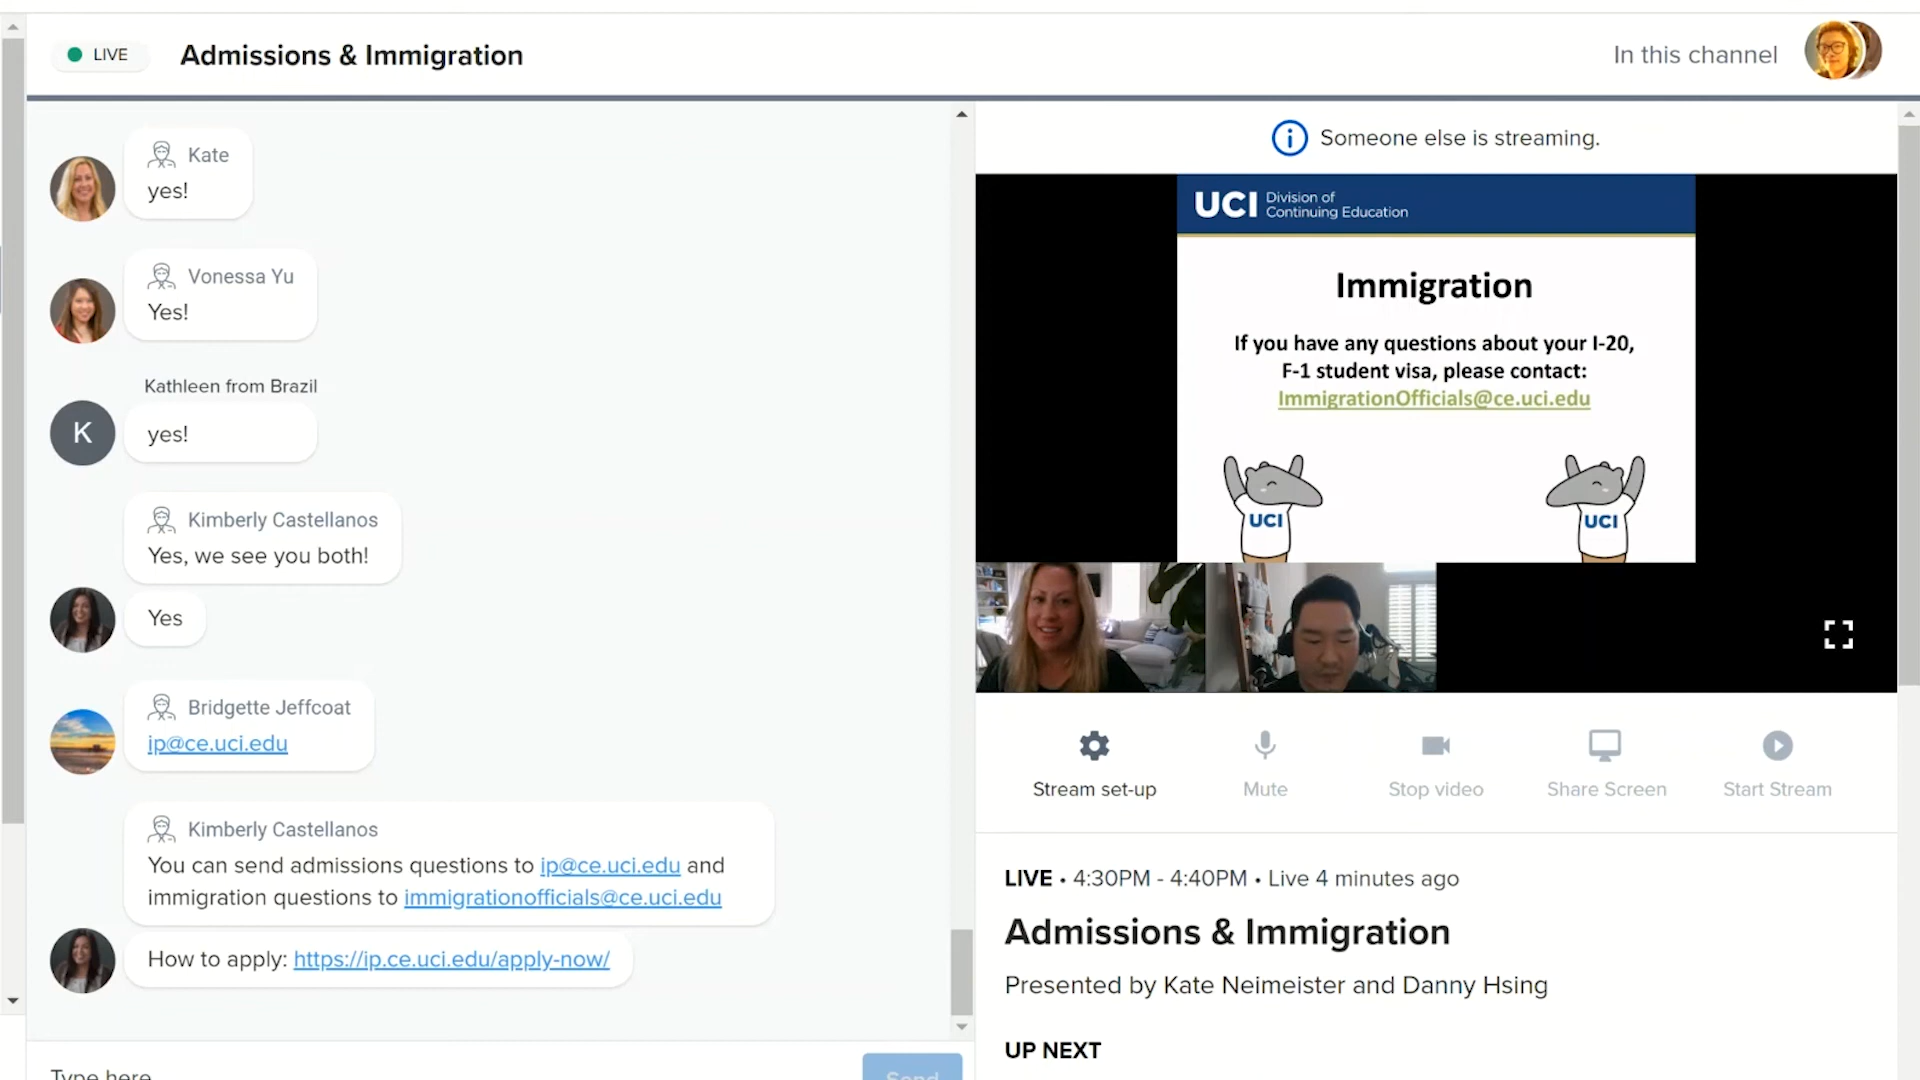 LIVE
Admissions & Immigration
In this channel
Kate
yes!
Vonessa Yu
Yes!
Kathleen from Brazil
K
yes!
Kimberly Castellanos
Yes, we see you both!
Yes
Bridgette Jeffcoat
ip@ce.uci.edu
Kimberly Castellanos
You can send admissions questions to ip@ce.uci.edu and
immigration questions to immigrationofficials@ce.uci.edu
How to apply: https://ip.ce.uci.edu/apply-now/
Type here
Send
Someone else is streaming.
UCI Division of
Continuing Education
Immigration
If you have any questions about your I-20,
F-1 student visa, please contact:
ImmigrationOfficials@ce.uci.edu
UCI
UCI
Stream set-up
Mute
Stop video
Share Screen
Start Stream
LIVE • 4:30PM - 4:40PM • Live 4 minutes ago
Admissions & Immigration
Presented by Kate Neimeister and Danny Hsing
UP NEXT